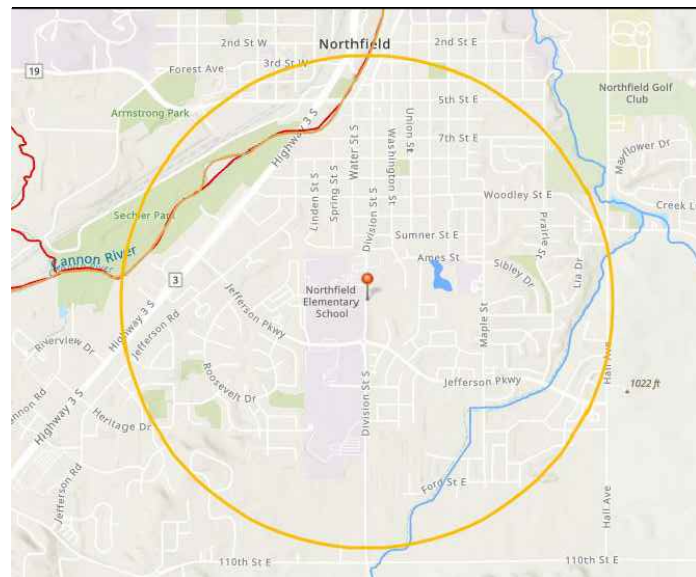 Northfield
2nd St W
2nd St E
3rd St W
Forest Ave
19
Northfield Golf
Club
Armstrong Park
5th St E
Highway 3 S
Union St
7th St E
Water St S
Washington St
Mayflower Dr
Linden St S
Spring St S
Division St S
Woodley St E
Creek L
Sechler Park
Prairie St
Sumner St E
Cannon River
Ames St
Sibley Dr
Lia Dr
3
Northfield
Elementary
School
Jefferson Pkwy
Maple St
Highway 3 S
Jefferson Rd
Riverview Dr
Hall Ave
Roosevelt Dr
Jefferson Pkwy
1022 ft
annon Rd
Highway 3 S
Heritage Dr
Division St S
Jefferson Rd
Ford St E
Hall Ave
110th St E
110th St E